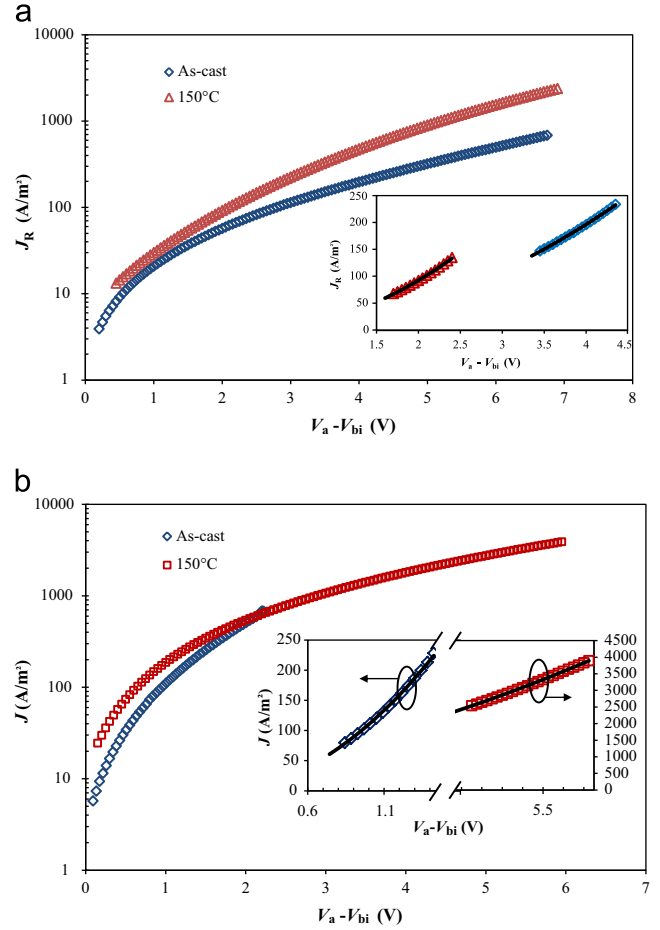 a
10000
1000
100
10
1
J_R (A/m²)
As-cast
150°C
250
200
150
100
50
0
J_R (A/m²)
1.5 2 2.5 3 3.5 4 4.5
V_a - V_bi (V)
0 1 2 3 4 5 6 7 8
V_a - V_bi (V)
b
10000
1000
100
10
1
J (A/m²)
As-cast
150°C
250
200
150
100
50
0
J (A/m²)
4500
4000
3500
3000
2500
2000
1500
1000
500
0
0.6 1.1 5.5
V_a-V_bi (V)
0 1 2 3 4 5 6 7
V_a - V_bi (V)